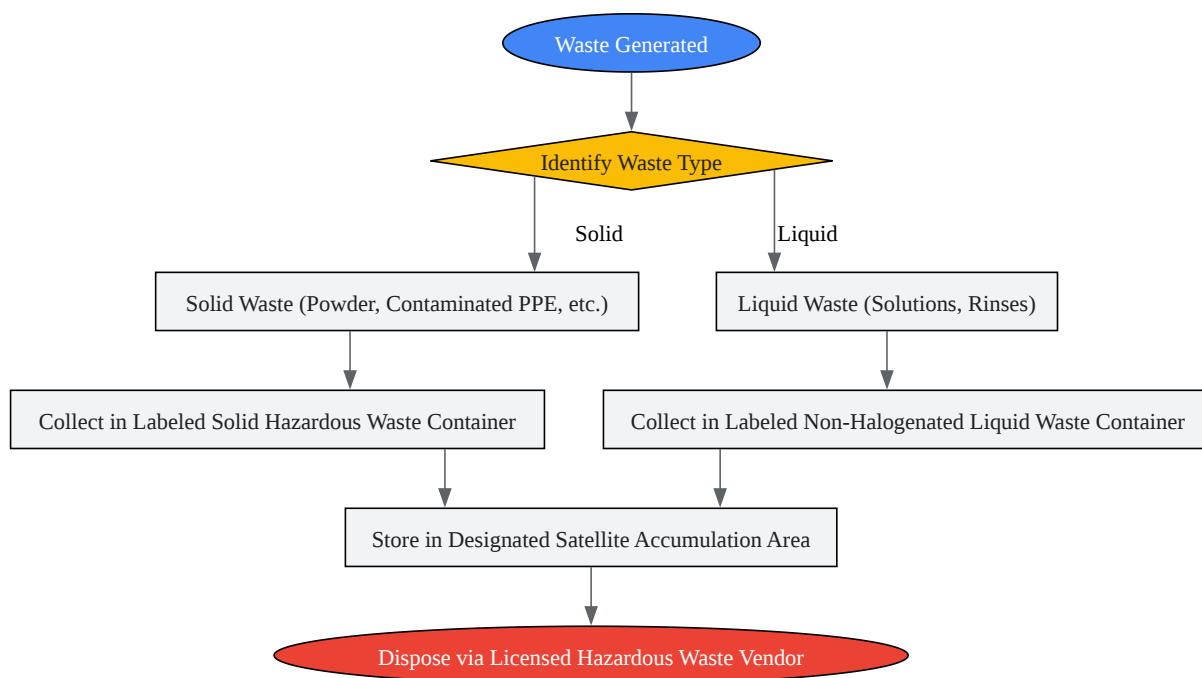 Waste Generated
Identify Waste Type
Solid
Liquid
Solid Waste (Powder, Contaminated PPE, etc.)
Liquid Waste (Solutions, Rinses)
Collect in Labeled Solid Hazardous Waste Container
Collect in Labeled Non-Halogenated Liquid Waste Container
Store in Designated Satellite Accumulation Area
Dispose via Licensed Hazardous Waste Vendor